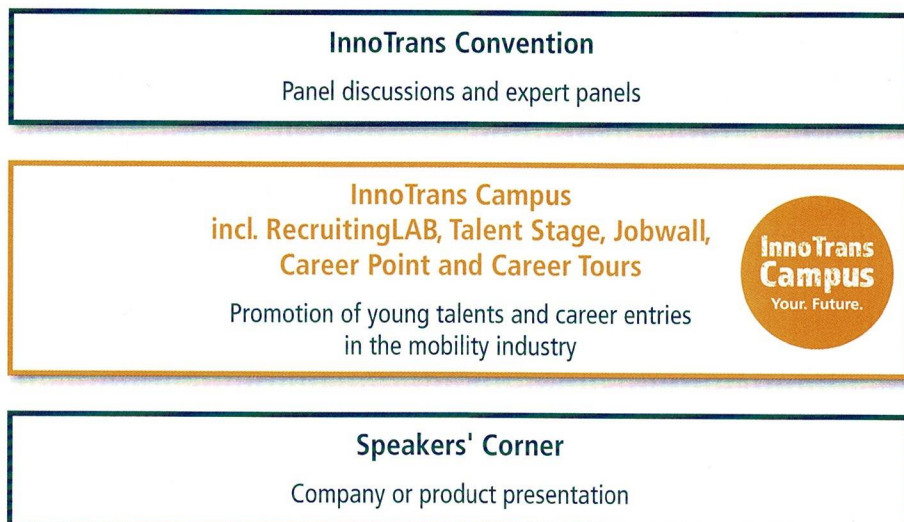 InnoTrans Convention
Panel discussions and expert panels
InnoTrans Campus
incl. RecruitingLAB, Talent Stage, Jobwall,
Career Point and Career Tours
Promotion of young talents and career entries
in the mobility industry
InnoTrans
Campus
Your. Future.
Speakers' Corner
Company or product presentation